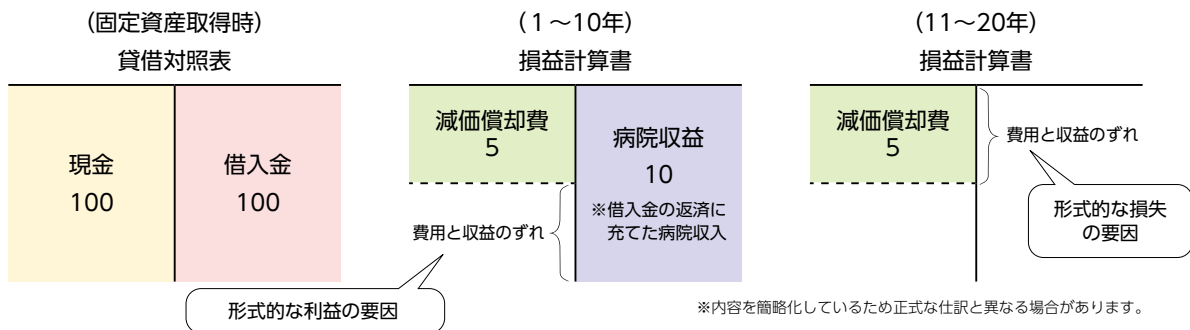 （固定資産取得時）
貸借対照表
現金
100
借入金
100
（１～10年）
損益計算書
減価償却費
5
病院収益
10
※借入金の返済に
充てた病院収入
費用と収益のずれ
形式的な利益の要因
（11～20年）
損益計算書
減価償却費
5
費用と収益のずれ
形式的な損失
の要因
※内容を簡略化しているため正式な仕訳と異なる場合があります。